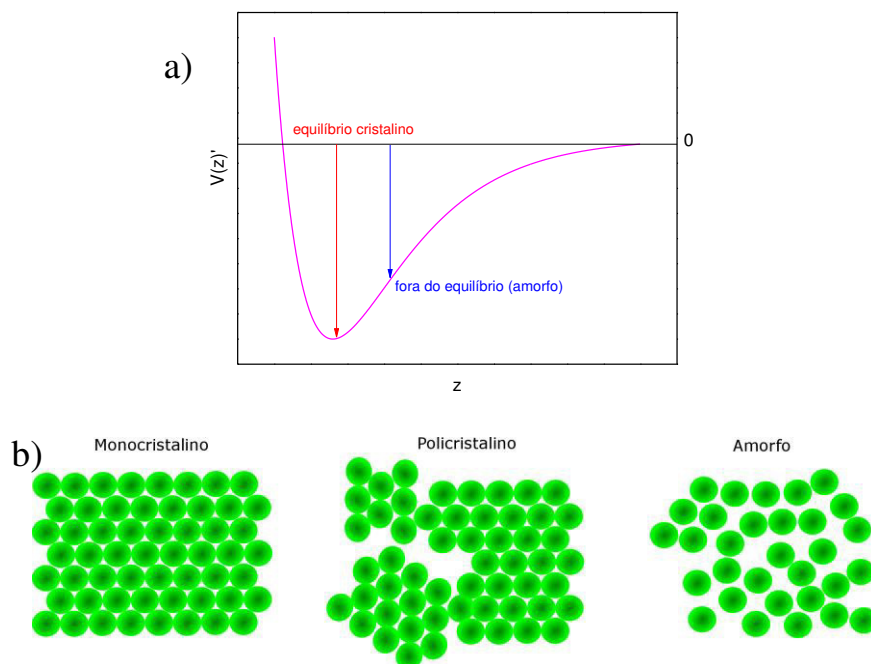 a)
equilíbrio cristalino
0
V(z)'
fora do equilíbrio (amorfo)
z
b)
Monocristalino
Policristalino
Amorfo